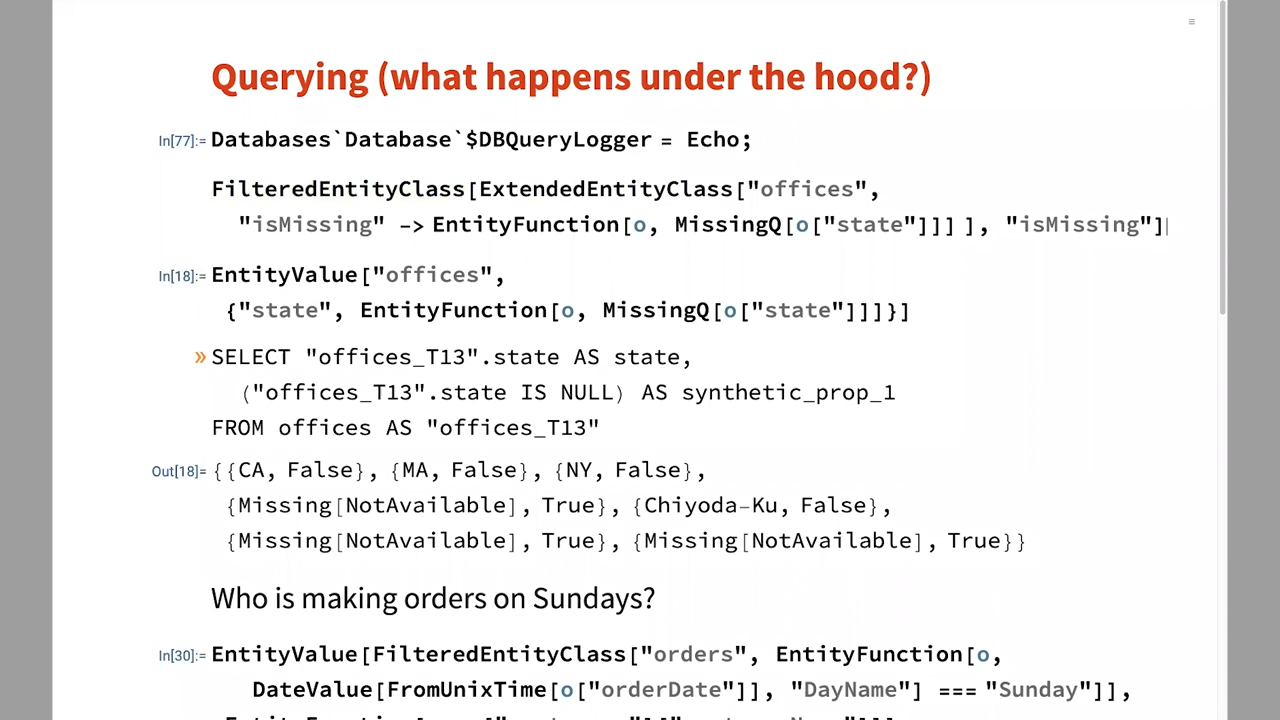 ≡
Querying (what happens under the hood?)
In[77]:= Databases`Database`$DBQueryLogger = Echo;
FilteredEntityClass[ExtendedEntityClass["offices",
"isMissing" -> EntityFunction[o, MissingQ[o["state"]]] ], "isMissing"]
In[18]:= EntityValue["offices",
{"state", EntityFunction[o, MissingQ[o["state"]]]}]
» SELECT "offices_T13".state AS state,
("offices_T13".state IS NULL) AS synthetic_prop_1
FROM offices AS "offices_T13"
Out[18]= {{CA, False}, {MA, False}, {NY, False},
{Missing[NotAvailable], True}, {Chiyoda-Ku, False},
{Missing[NotAvailable], True}, {Missing[NotAvailable], True}}
Who is making orders on Sundays?
In[30]:= EntityValue[FilteredEntityClass["orders", EntityFunction[o,
DateValue[FromUnixTime[o["orderDate"]], "DayName"] === "Sunday"]],